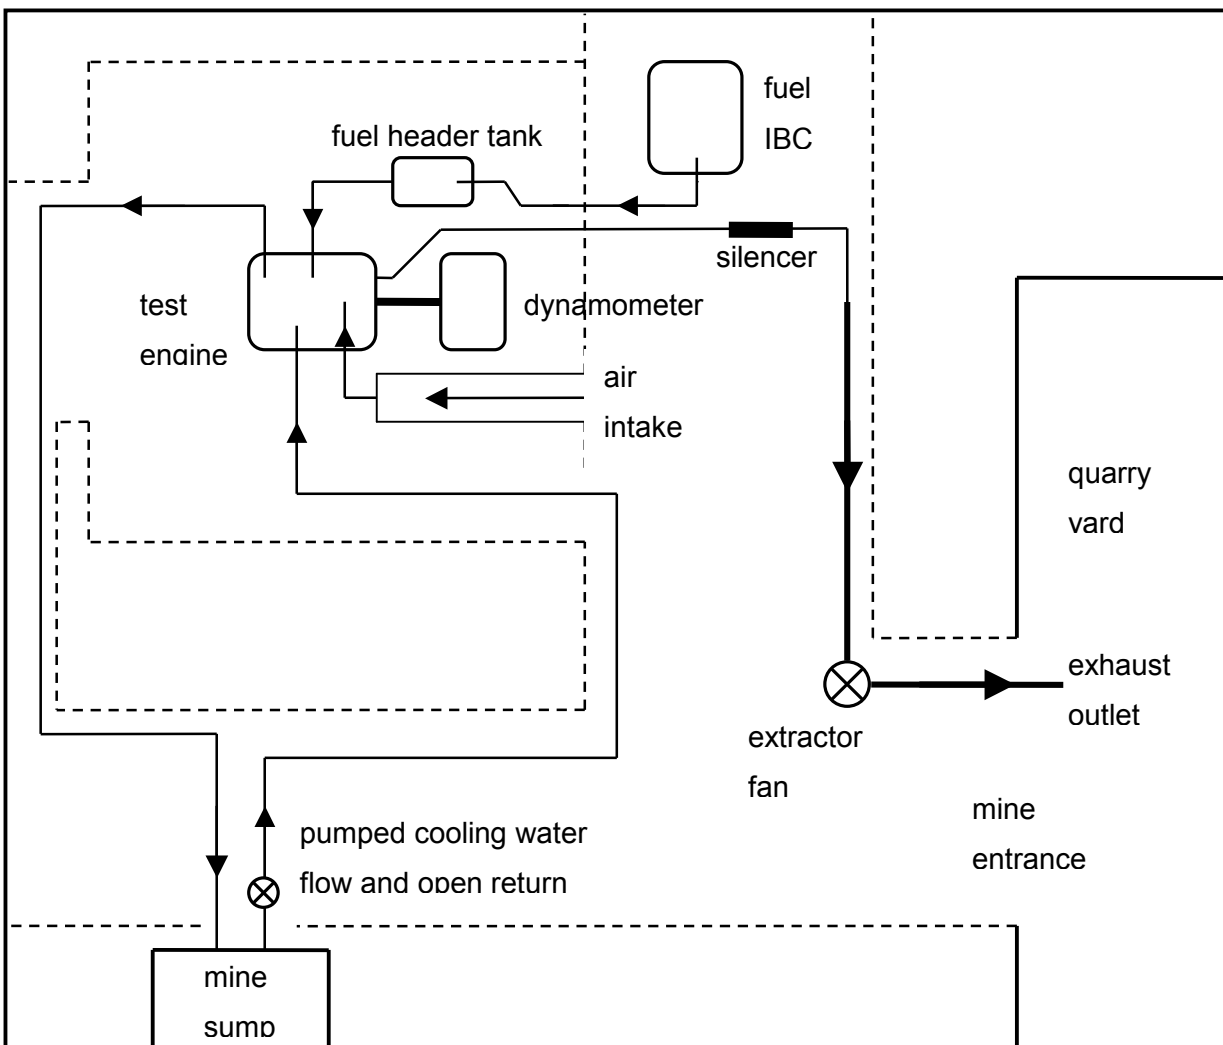 fuel
IBC
fuel header tank
silencer
test
engine
dynamometer
air
intake
quarry
yard
exhaust
outlet
extractor
fan
mine
entrance
pumped cooling water
flow and open return
mine
sump